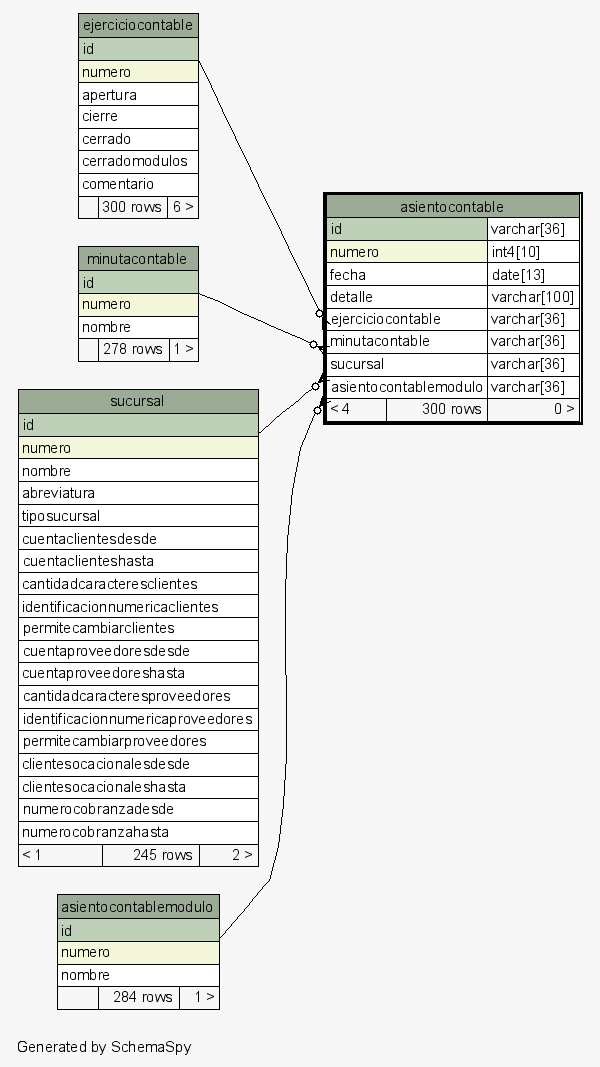 ejerciciocontable
id
numero
apertura
cierre
cerrado
cerradomodulos
comentario
300 rows 6 >
minutacontable
id
numero
nombre
278 rows 1 >
sucursal
id
numero
nombre
abreviatura
tiposucursal
cuentaclientesdesde
cuentaclienteshasta
cantidadcaracteresclientes
identificacionnumericaclientes
permitecambiarclientes
cuentaproveedoresdesde
cuentaproveedoreshasta
cantidadcaracteresproveedores
identificacionnumericaproveedores
permitecambiarproveedores
clientesocacionalesdesde
clientesocacionaleshasta
numerocobranzadesde
numerocobranzahasta
< 1 245 rows 2 >
asientocontablemodulo
id
numero
nombre
284 rows 1 >
asientocontable
id varchar[36]
numero int4[10]
fecha date[13]
detalle varchar[100]
ejerciciocontable varchar[36]
minutacontable varchar[36]
sucursal varchar[36]
asientocontablemodulo varchar[36]
< 4 300 rows 0 >
Generated by SchemaSpy